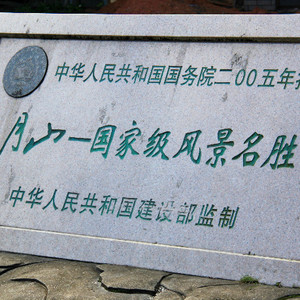 中华人民共和国国务院二00五年
月山—国家级风景名胜
中华人民共和国建设部监制